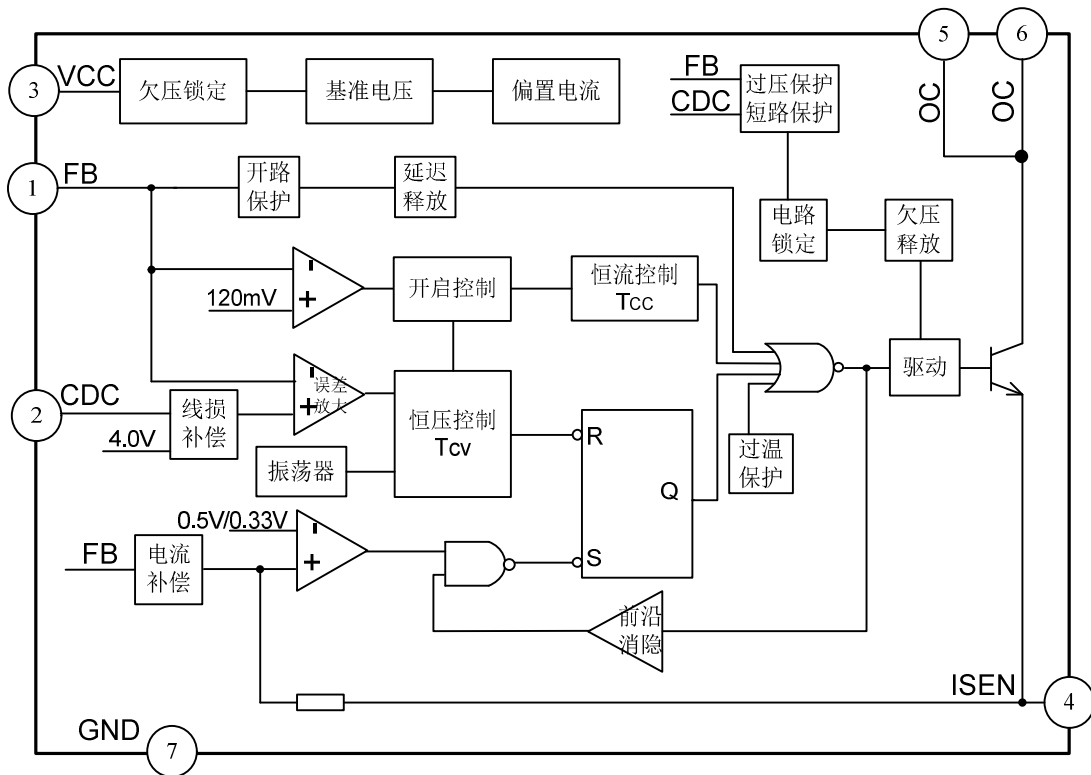 5
6
3
VCC
欠压锁定
基准电压
偏置电流
FB
CDC
过压保护
短路保护
OC
OC
1
FB
开路
保护
延迟
释放
电路
锁定
欠压
释放
-
+
120mV
开启控制
恒流控制
Tcc
驱动
2
CDC
线损
补偿
4.0V
-
+
误差
放大
恒压控制
Tcv
振荡器
R
Q
S
过温
保护
0.5V/0.33V
-
+
FB
电流
补偿
前沿
消隐
ISEN
4
GND
7